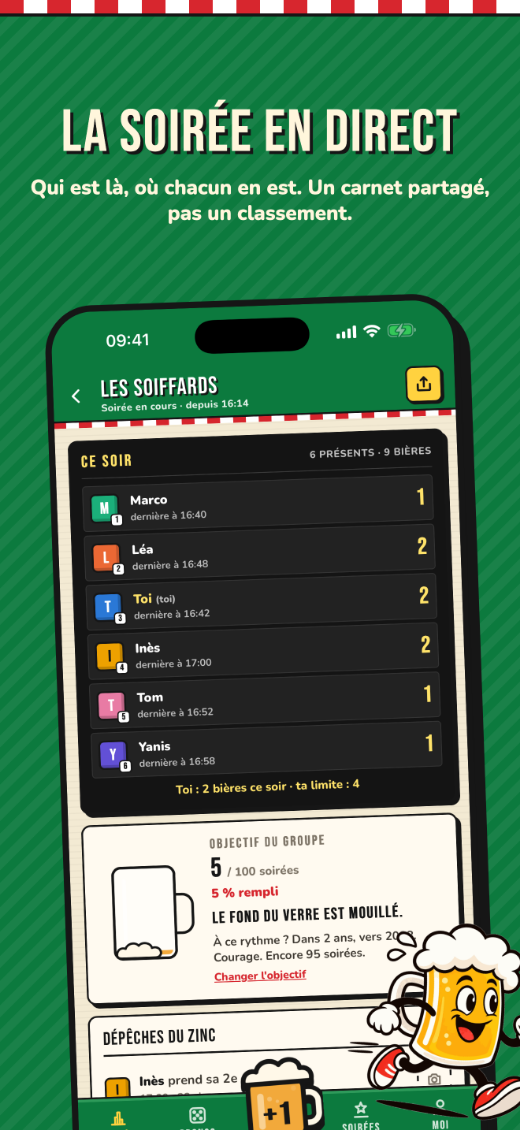 LA SOIRÉE EN DIRECT
Qui est là, où chacun en est. Un carnet partagé,
pas un classement.
09:41
LES SOIFFARDS
Soirée en cours · depuis 16:14
CE SOIR
6 PRÉSENTS · 9 BIÈRES
M 1
Marco
dernière à 16:40
1
L 2
Léa
dernière à 16:48
2
T 3
Toi (toi)
dernière à 16:42
2
I 4
Inès
dernière à 17:00
2
T 5
Tom
dernière à 16:52
1
Y 6
Yanis
dernière à 16:58
1
Toi : 2 bières ce soir · ta limite : 4
OBJECTIF DU GROUPE
5 / 100 soirées
5 % rempli
LE FOND DU VERRE EST MOUILLÉ.
À ce rythme ? Dans 2 ans, vers
Courage. Encore 95 soirées.
Changer l'objectif
DÉPÊCHES DU ZINC
I
Inès prend sa 2e
+1
SOIRÉES
MOI